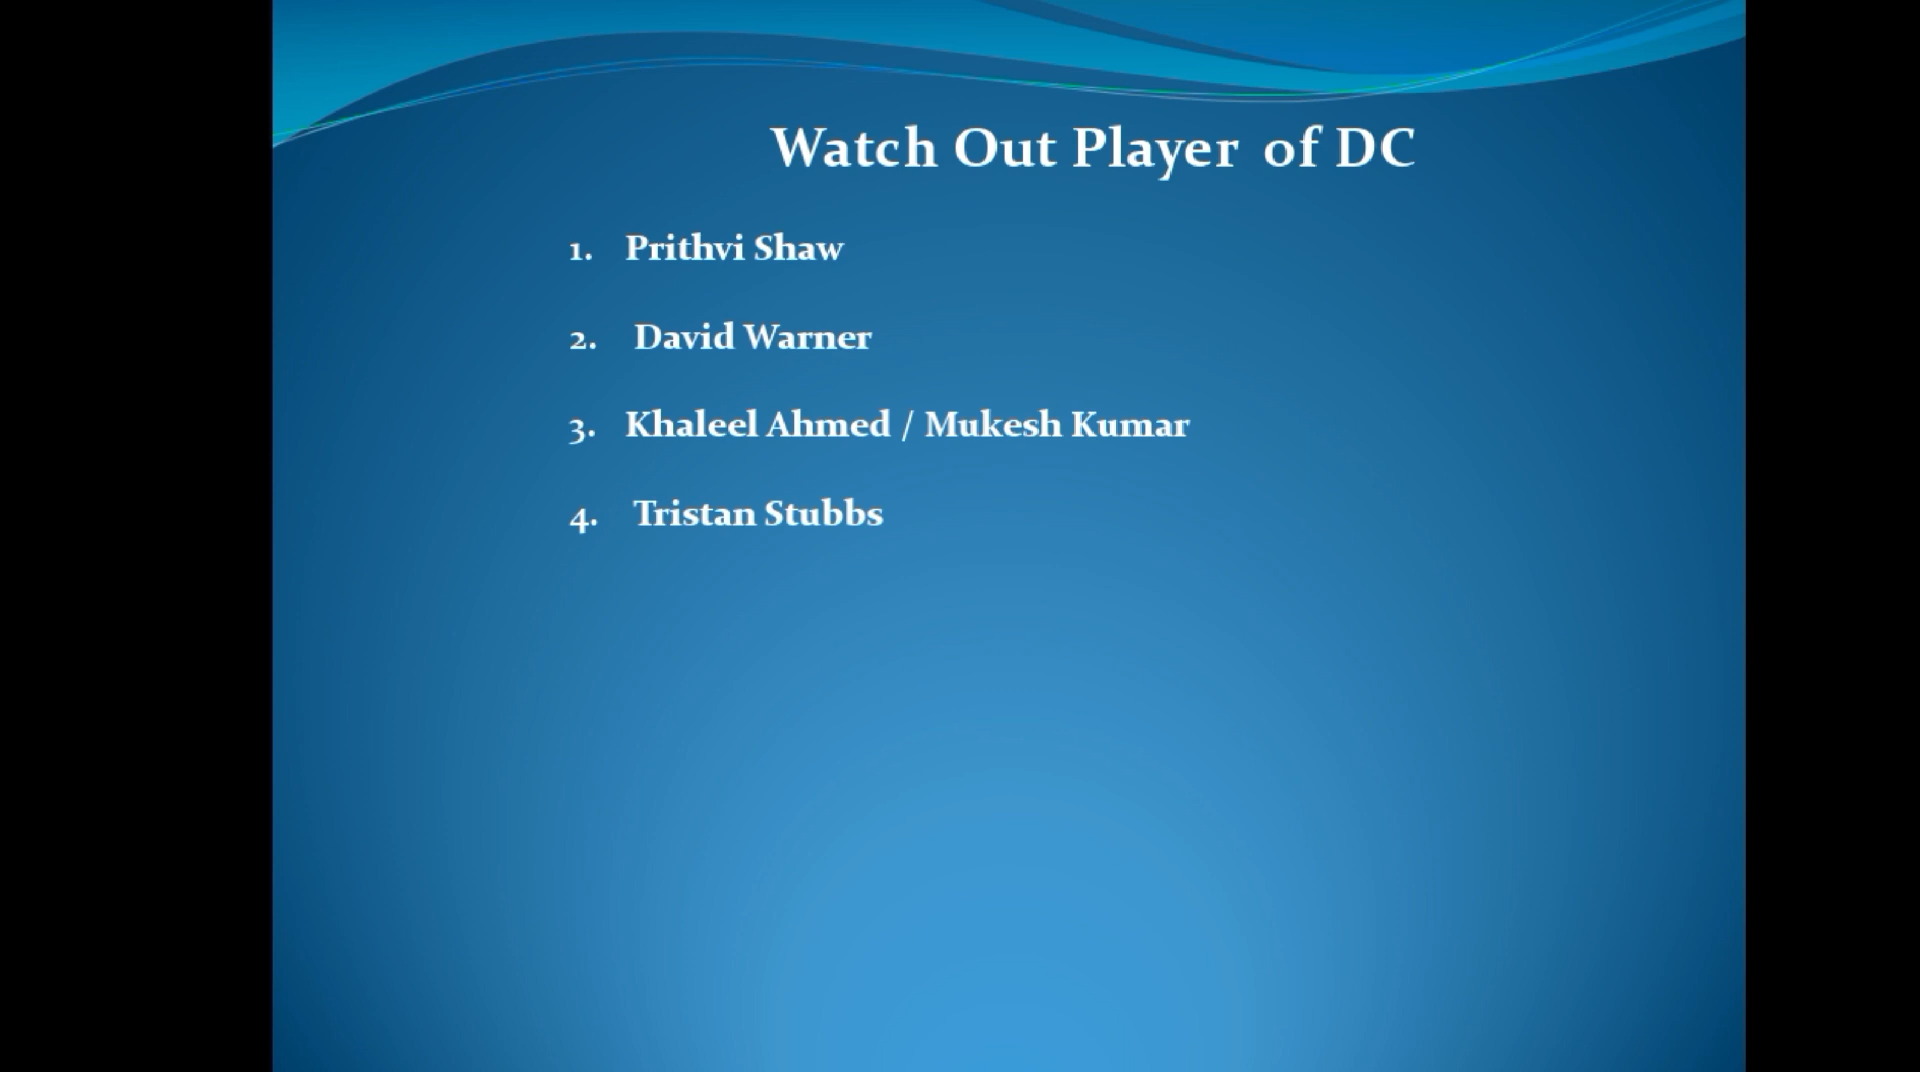 Watch Out Player of DC
1. Prithvi Shaw
2. David Warner
3. Khaleel Ahmed / Mukesh Kumar
4. Tristan Stubbs